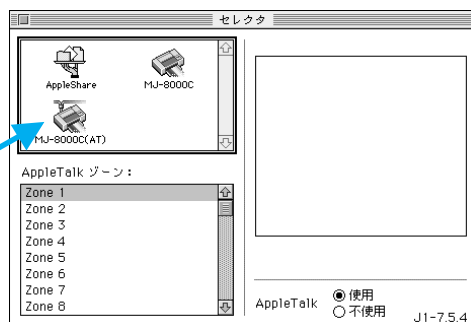 セレクタ
AppleShare
MJ-8000C
MJ-8000C(AT)
AppleTalk ゾーン：
Zone 1
Zone 2
Zone 3
Zone 4
Zone 5
Zone 6
Zone 7
Zone 8
AppleTalk
使用
不使用
J1-7.5.4